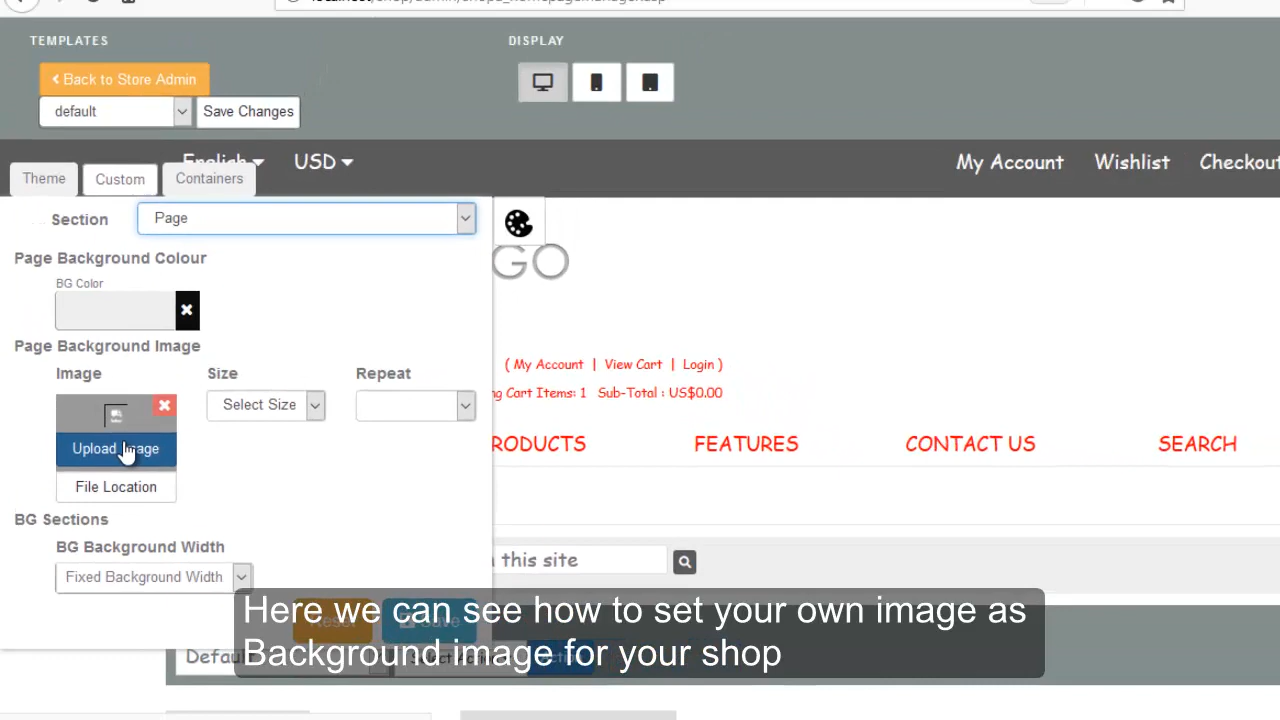 TEMPLATES
DISPLAY
Back to Store Admin
default
Save Changes
English
USD
My Account
Wishlist
Checkout
Theme
Custom
Containers
Section
Page
GO
Page Background Colour
BG Color
Page Background Image
Image
Size
Repeat
( My Account | View Cart | Login )
Cart Items: 1 Sub-Total : US$0.00
Select Size
Upload Image
File Location
RODUCTS
FEATURES
CONTACT US
SEARCH
BG Sections
BG Background Width
Fixed Background Width
this site
Reset
Save
Here we can see how to set your own image as
Background image for your shop